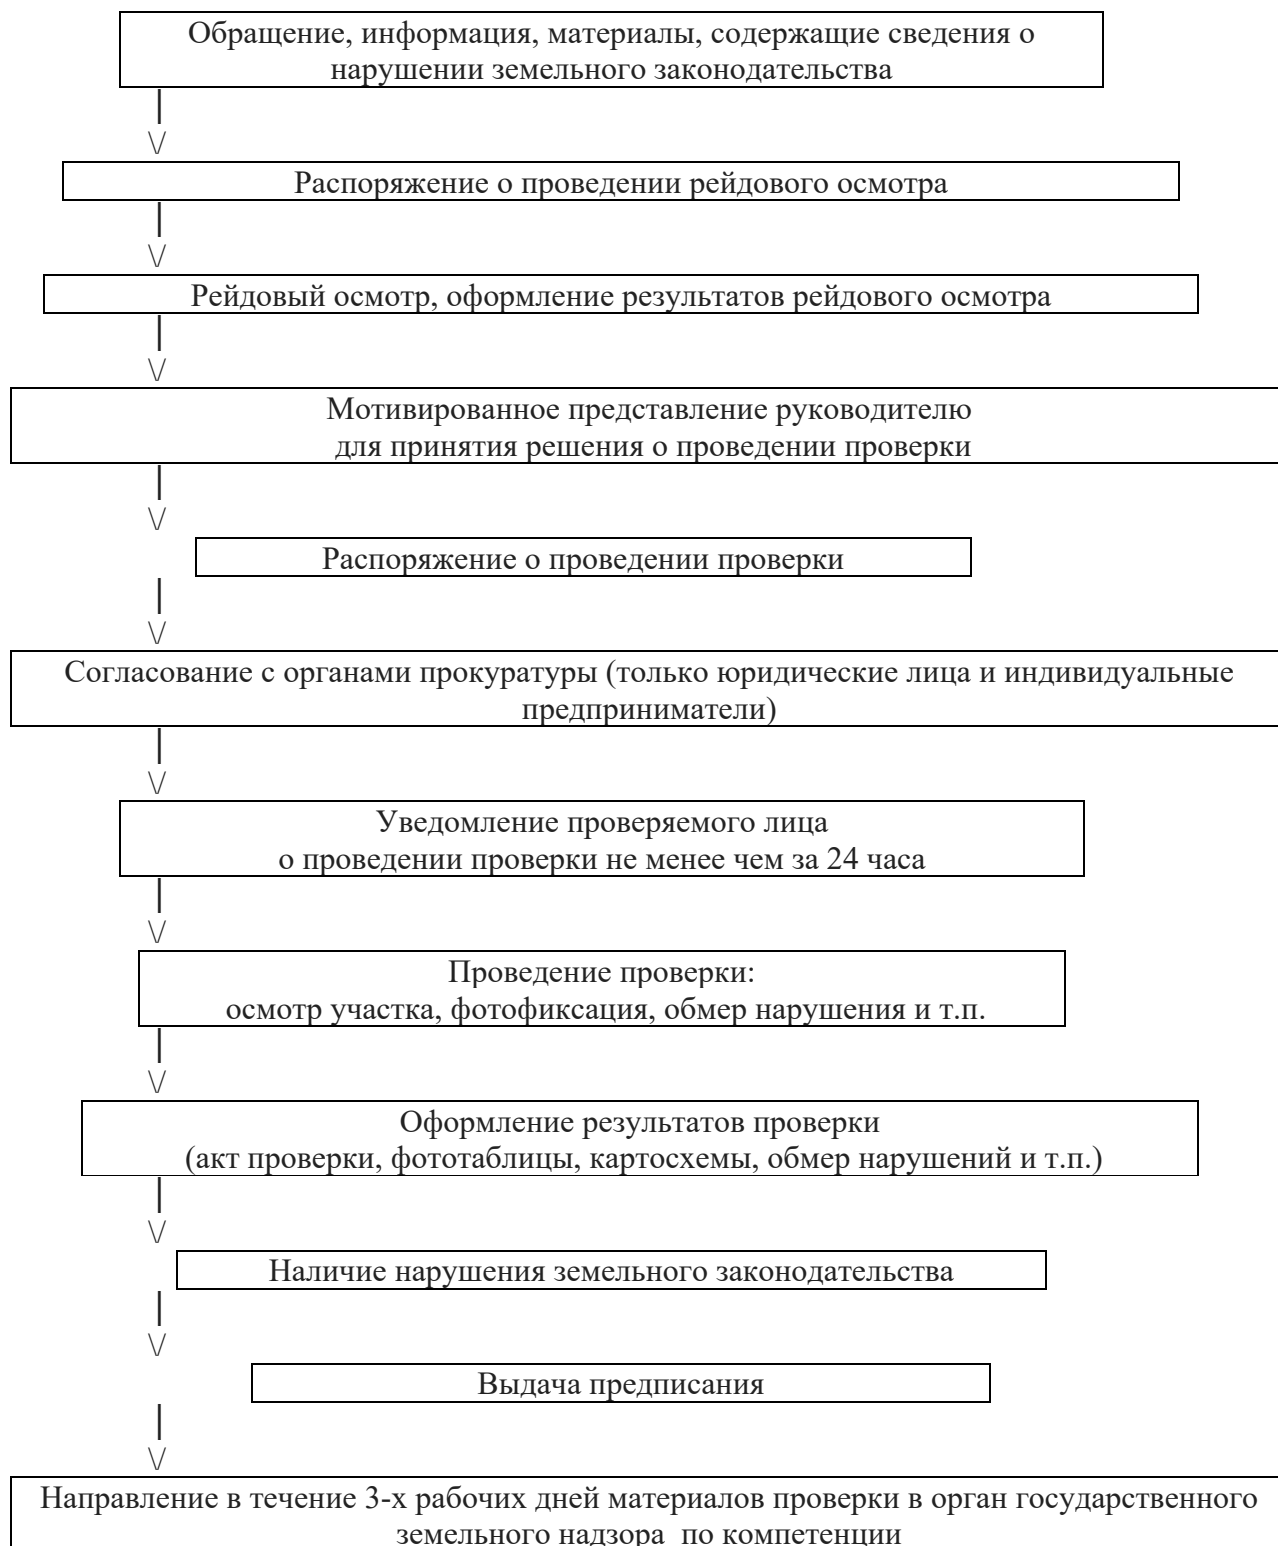 Обращение, информация, материалы, содержащие сведения о
нарушении земельного законодательства
Распоряжение о проведении рейдового осмотра
Рейдовый осмотр, оформление результатов рейдового осмотра
Мотивированное представление руководителю
для принятия решения о проведении проверки
Распоряжение о проведении проверки
Согласование с органами прокуратуры (только юридические лица и индивидуальные
предприниматели)
Уведомление проверяемого лица
о проведении проверки не менее чем за 24 часа
Проведение проверки:
осмотр участка, фотофиксация, обмер нарушения и т.п.
Оформление результатов проверки
(акт проверки, фототаблицы, картосхемы, обмер нарушений и т.п.)
Наличие нарушения земельного законодательства
Выдача предписания
Направление в течение 3-х рабочих дней материалов проверки в орган государственного
земельного надзора по компетенции